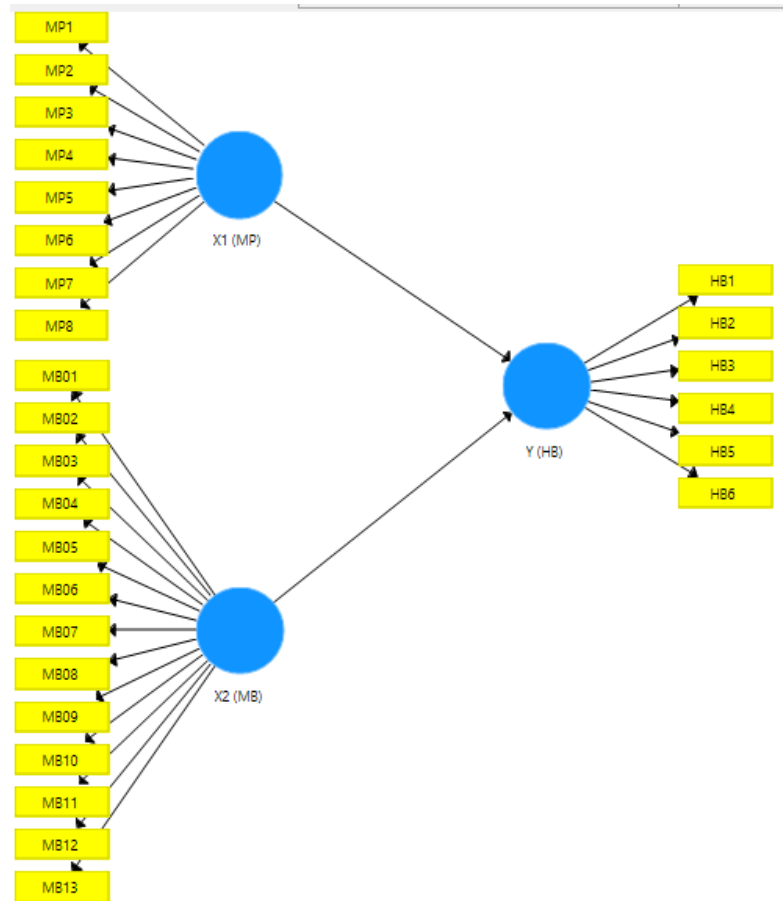 MP1
MP2
MP3
MP4
MP5
MP6
MP7
MP8
X1 (MP)
HB1
HB2
HB3
HB4
HB5
HB6
Y (HB)
MB01
MB02
MB03
MB04
MB05
MB06
MB07
MB08
MB09
MB10
MB11
MB12
MB13
X2 (MB)